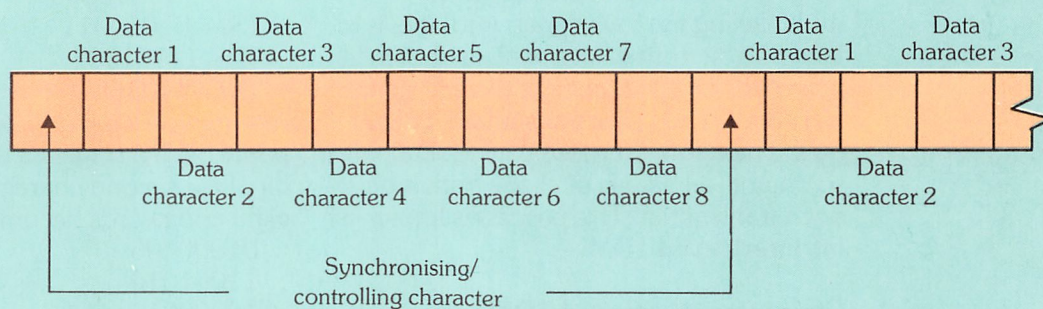 Data
character 1
Data
character 3
Data
character 5
Data
character 7
Data
character 1
Data
character 3
Data
character 2
Data
character 4
Data
character 6
Data
character 8
Data
character 2
Synchronising/
controlling character